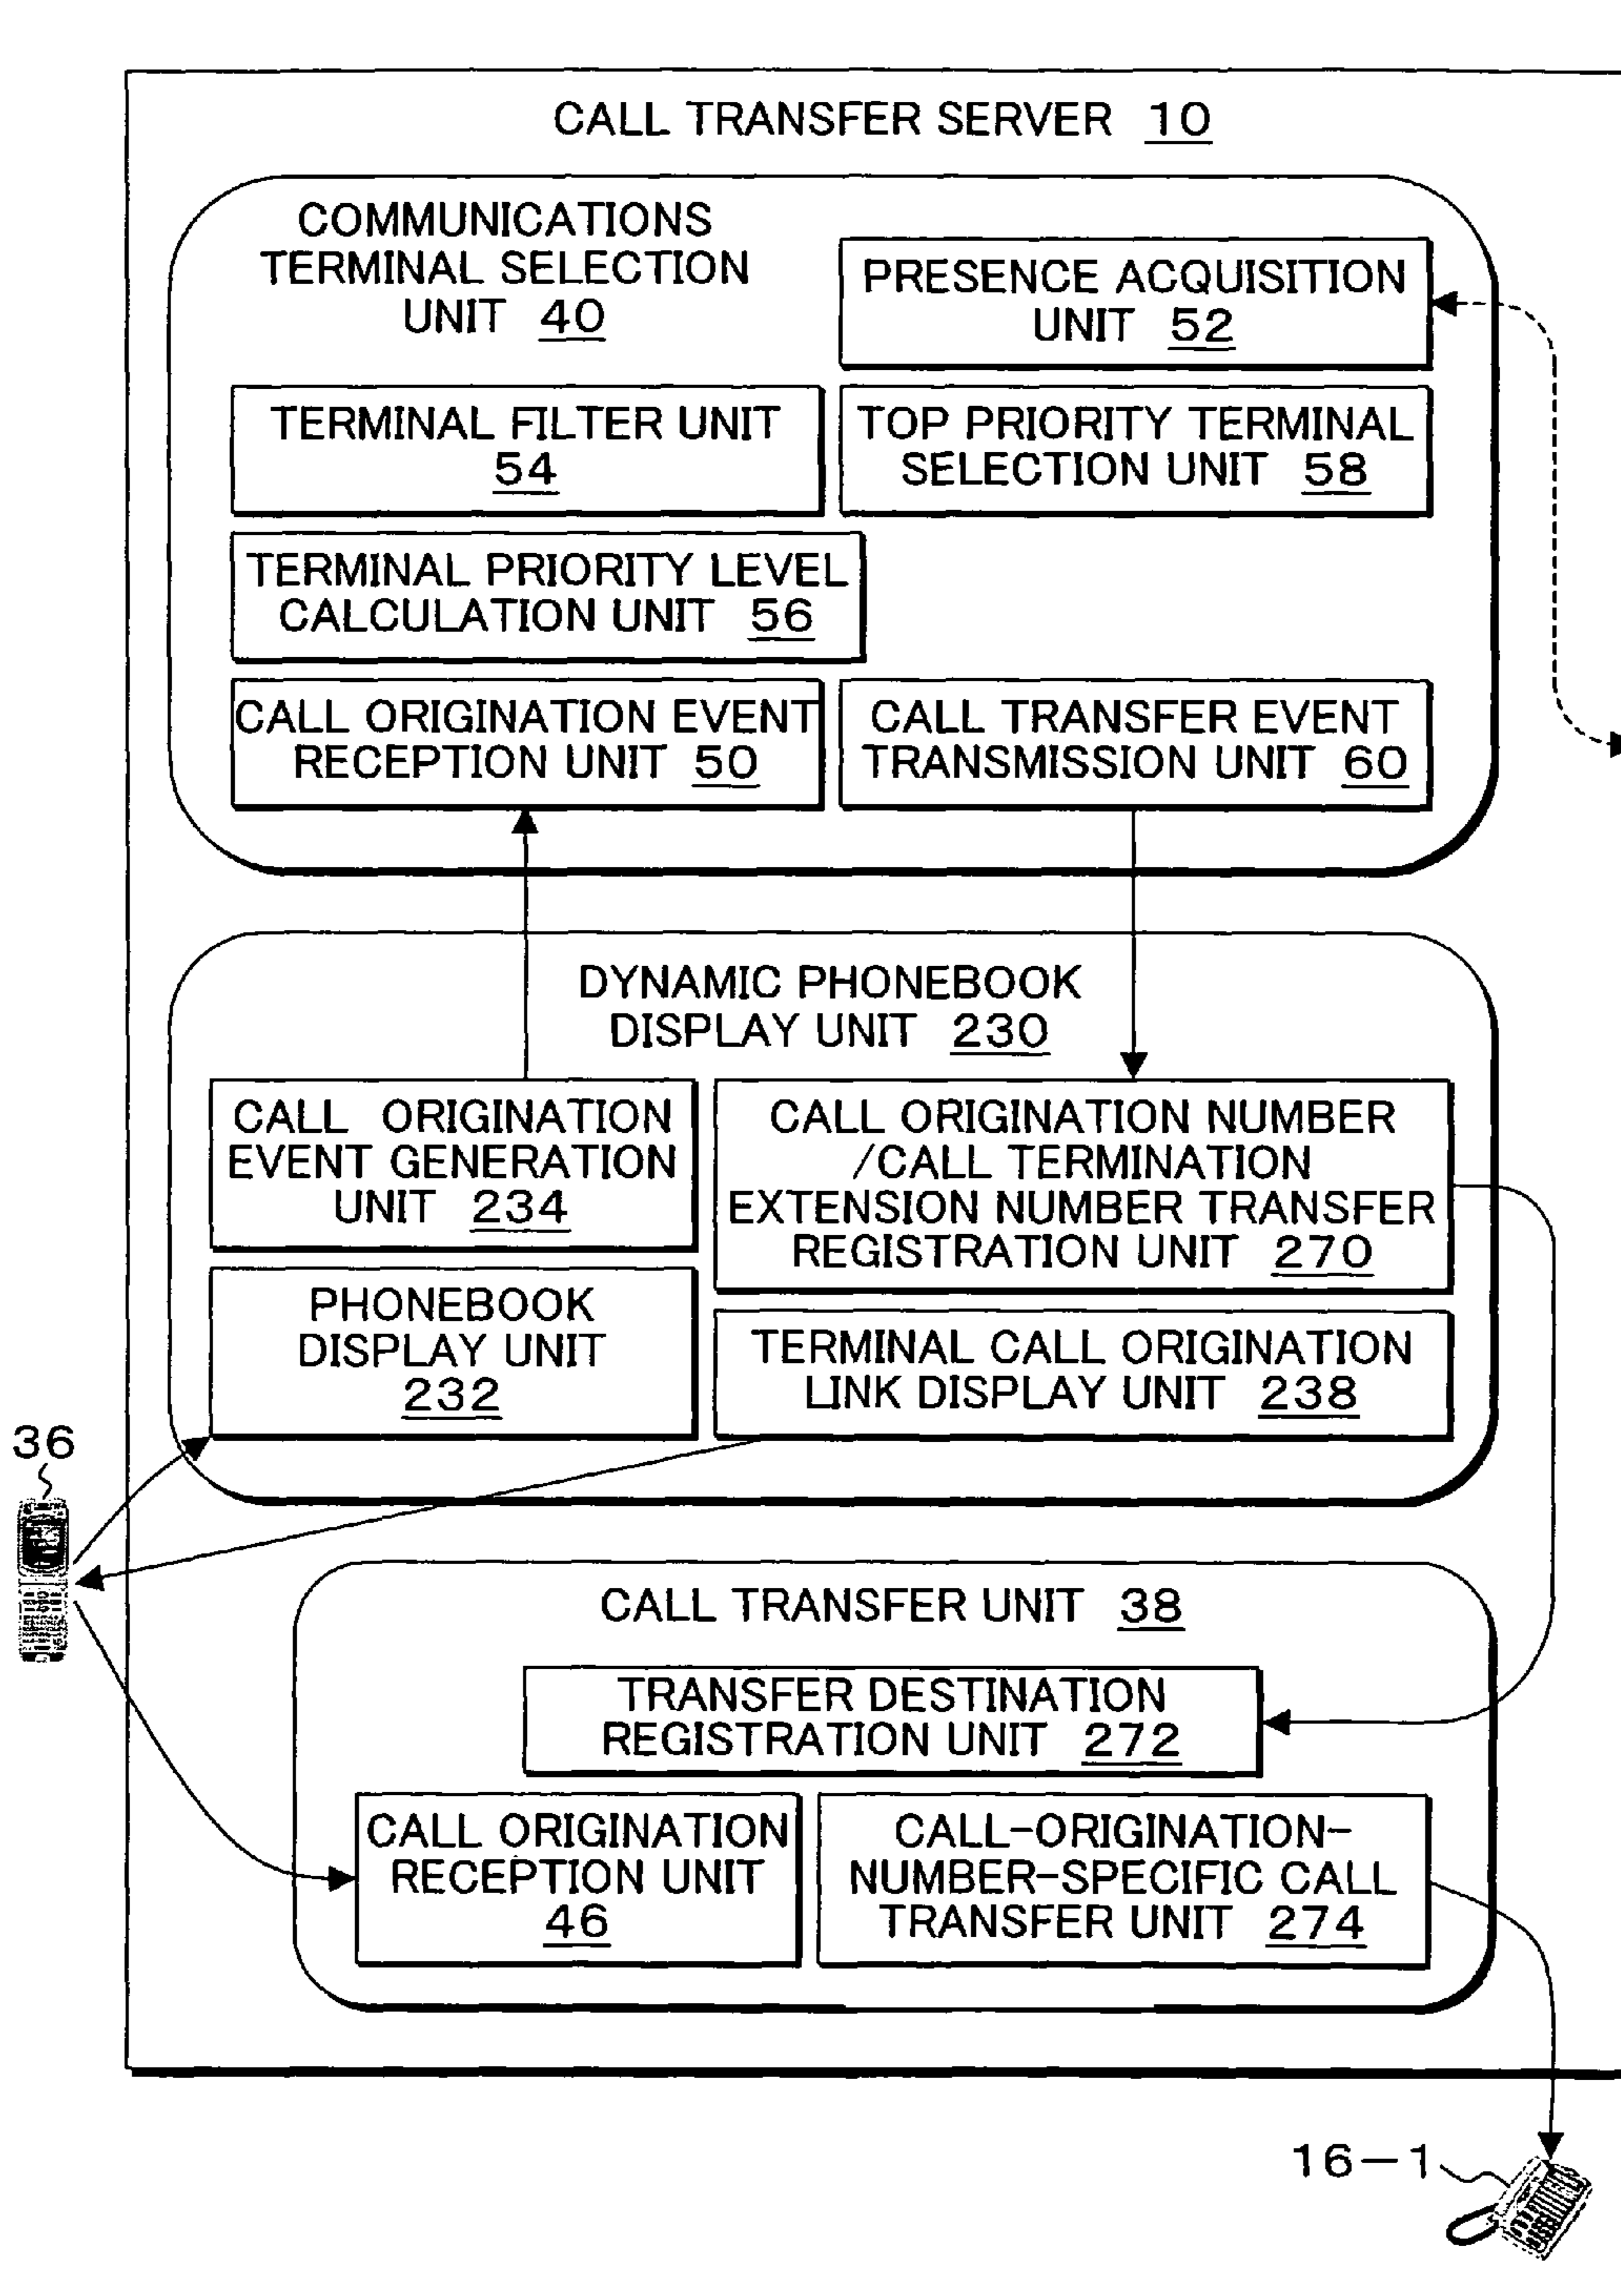 CALL TRANSFER SERVER 10
COMMUNICATIONS
TERMINAL SELECTION
UNIT 40
PRESENCE ACQUISITION
UNIT 52
TERMINAL FILTER UNIT
54
TOP PRIORITY TERMINAL
SELECTION UNIT 58
TERMINAL PRIORITY LEVEL
CALCULATION UNIT 56
CALL ORIGINATION EVENT
RECEPTION UNIT 50
CALL TRANSFER EVENT
TRANSMISSION UNIT 60
DYNAMIC PHONEBOOK
DISPLAY UNIT 230
CALL ORIGINATION
EVENT GENERATION
UNIT 234
CALL ORIGINATION NUMBER
/CALL TERMINATION
EXTENSION NUMBER TRANSFER
REGISTRATION UNIT 270
PHONEBOOK
DISPLAY UNIT
232
TERMINAL CALL ORIGINATION
LINK DISPLAY UNIT 238
36
CALL TRANSFER UNIT 38
TRANSFER DESTINATION
REGISTRATION UNIT 272
CALL ORIGINATION
RECEPTION UNIT
46
CALL-ORIGINATION-
NUMBER-SPECIFIC CALL
TRANSFER UNIT 274
16-1